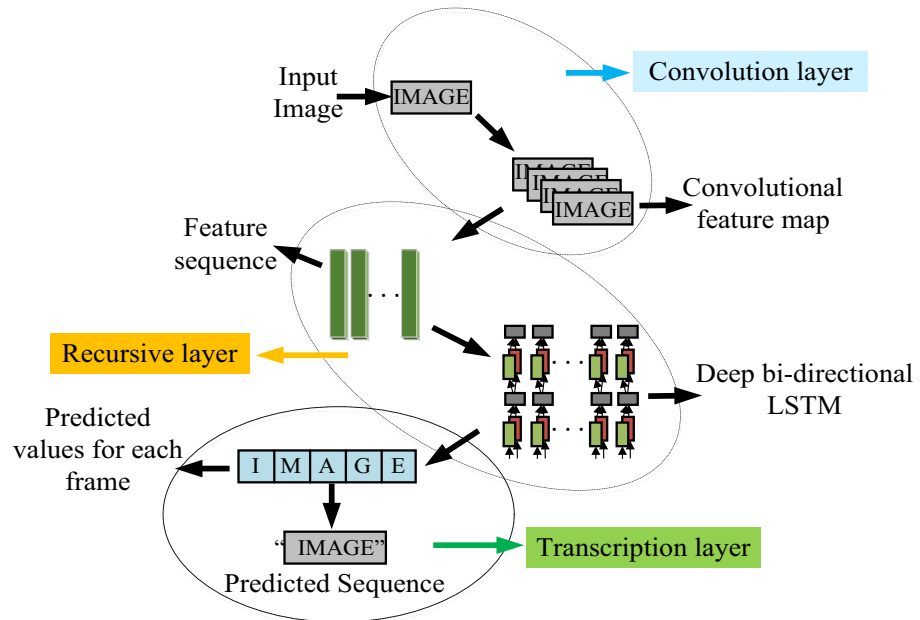 Input
Image
IMAGE
Convolution layer
IMAGE
IMAGE
IMAGE
IMAGE
Convolutional
feature map
Feature
sequence
. . .
Recursive layer
. . .
. . .
Deep bi-directional
LSTM
Predicted
values for each
frame
I M A G E
“ IMAGE”
Predicted Sequence
Transcription layer